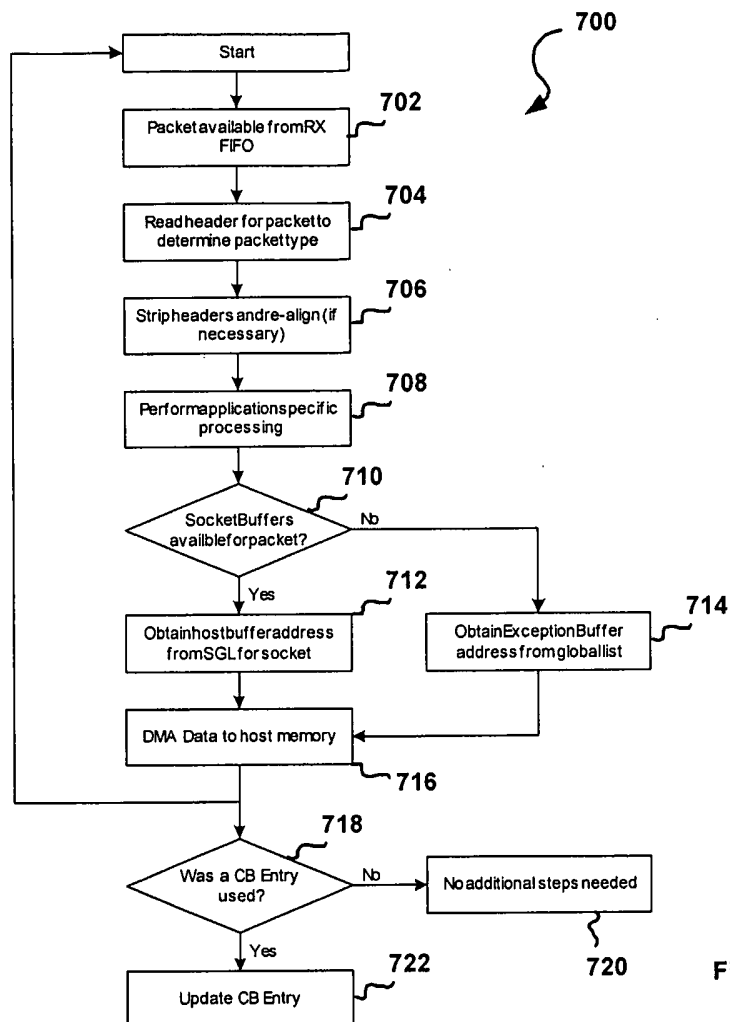 700
Start
702
Packet available from RX
FIFO
704
Read header for packet to
determine packet type
706
Strip headers and re-align (if
necessary)
708
Perform application specific
processing
710
Socket Buffers
availble for packet?
No
Yes
712
Obtain host buffer address
from SGL for socket
714
Obtain Exception Buffer
address from global list
DMA Data to host memory
716
718
Was a CB Entry
used?
No
No additional steps needed
720
Yes
722
Update CB Entry
F